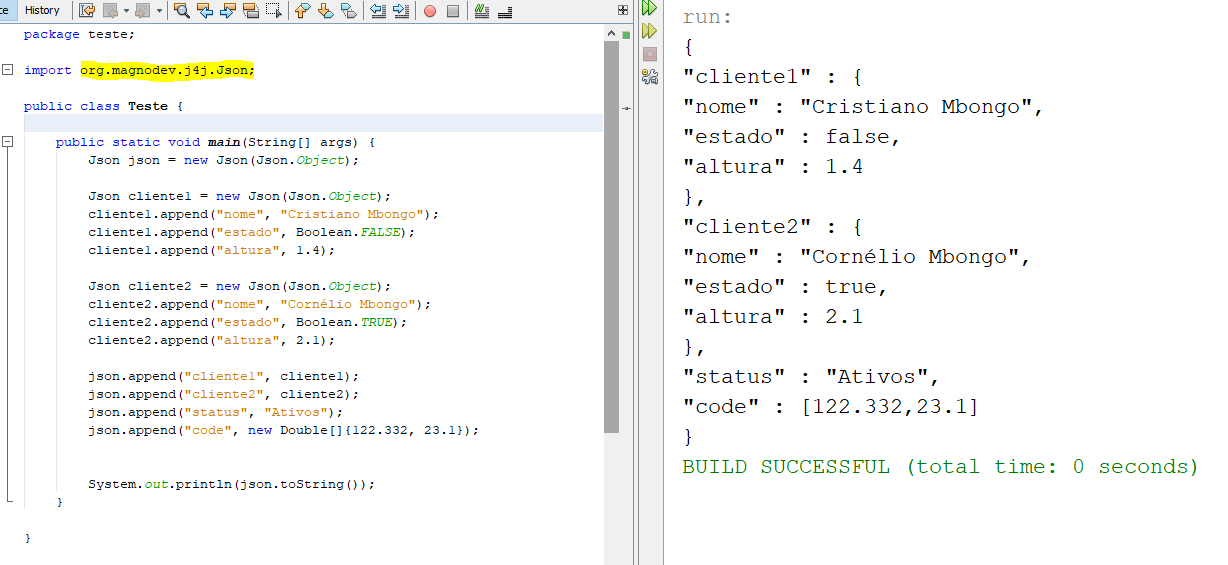 te History
package teste;
import org.magnodev.j4j.Json;
public class Teste {
public static void main(String[] args) {
Json json = new Json(Json.Object);
Json cliente1 = new Json(Json.Object);
cliente1.append("nome", "Cristiano Mbongo");
cliente1.append("estado", Boolean.FALSE);
cliente1.append("altura", 1.4);
Json cliente2 = new Json(Json.Object);
cliente2.append("nome", "Cornélio Mbongo");
cliente2.append("estado", Boolean.TRUE);
cliente2.append("altura", 2.1);
json.append("cliente1", cliente1);
json.append("cliente2", cliente2);
json.append("status", "Ativos");
json.append("code", new Double[]{122.332, 23.1});
System.out.println(json.toString());
}
}
run:
{
"cliente1" : {
"nome" : "Cristiano Mbongo",
"estado" : false,
"altura" : 1.4
},
"cliente2" : {
"nome" : "Cornélio Mbongo",
"estado" : true,
"altura" : 2.1
},
"status" : "Ativos",
"code" : [122.332,23.1]
}
BUILD SUCCESSFUL (total time: 0 seconds)